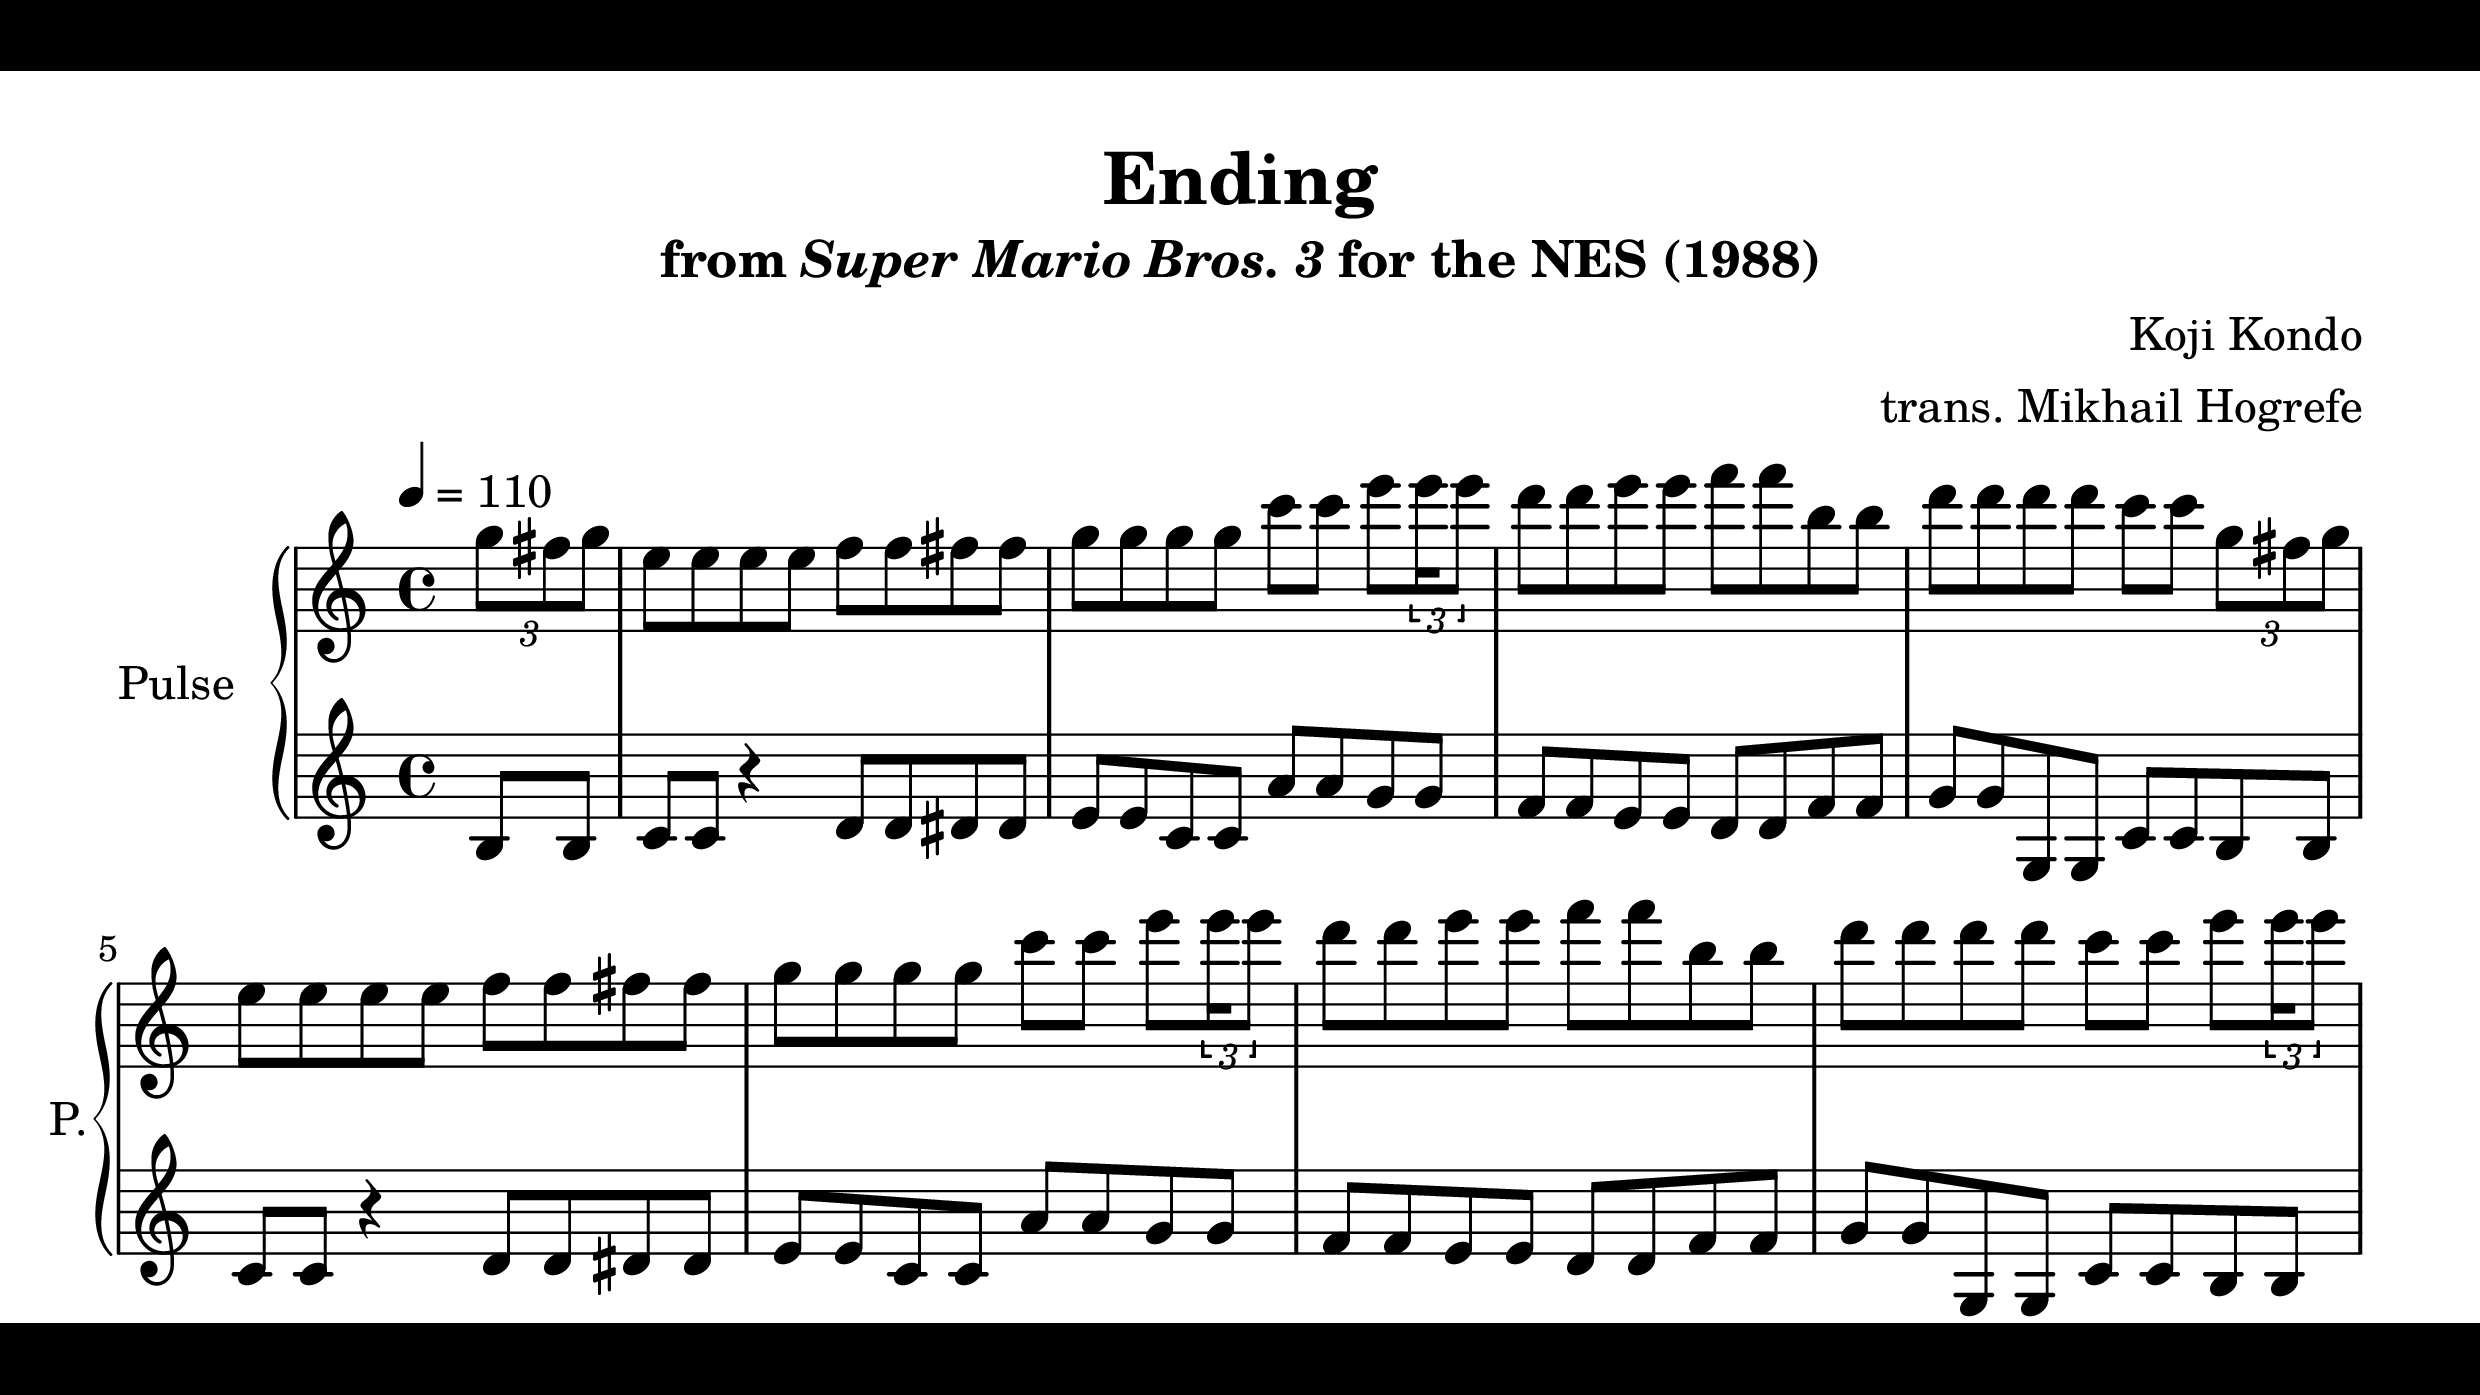 Ending
from Super Mario Bros. 3 for the NES (1988)
Koji Kondo
trans. Mikhail Hogrefe
= 110
3
3
3
Pulse
5
3
3
P.